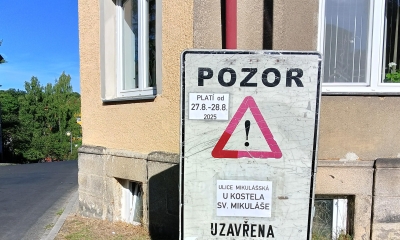 POZOR
PLATÍ od
27.8.-28.8.
2025
!
ULICE MIKULÁŠSKÁ
U KOSTELA
SV. MIKULÁŠE
UZAVŘENA